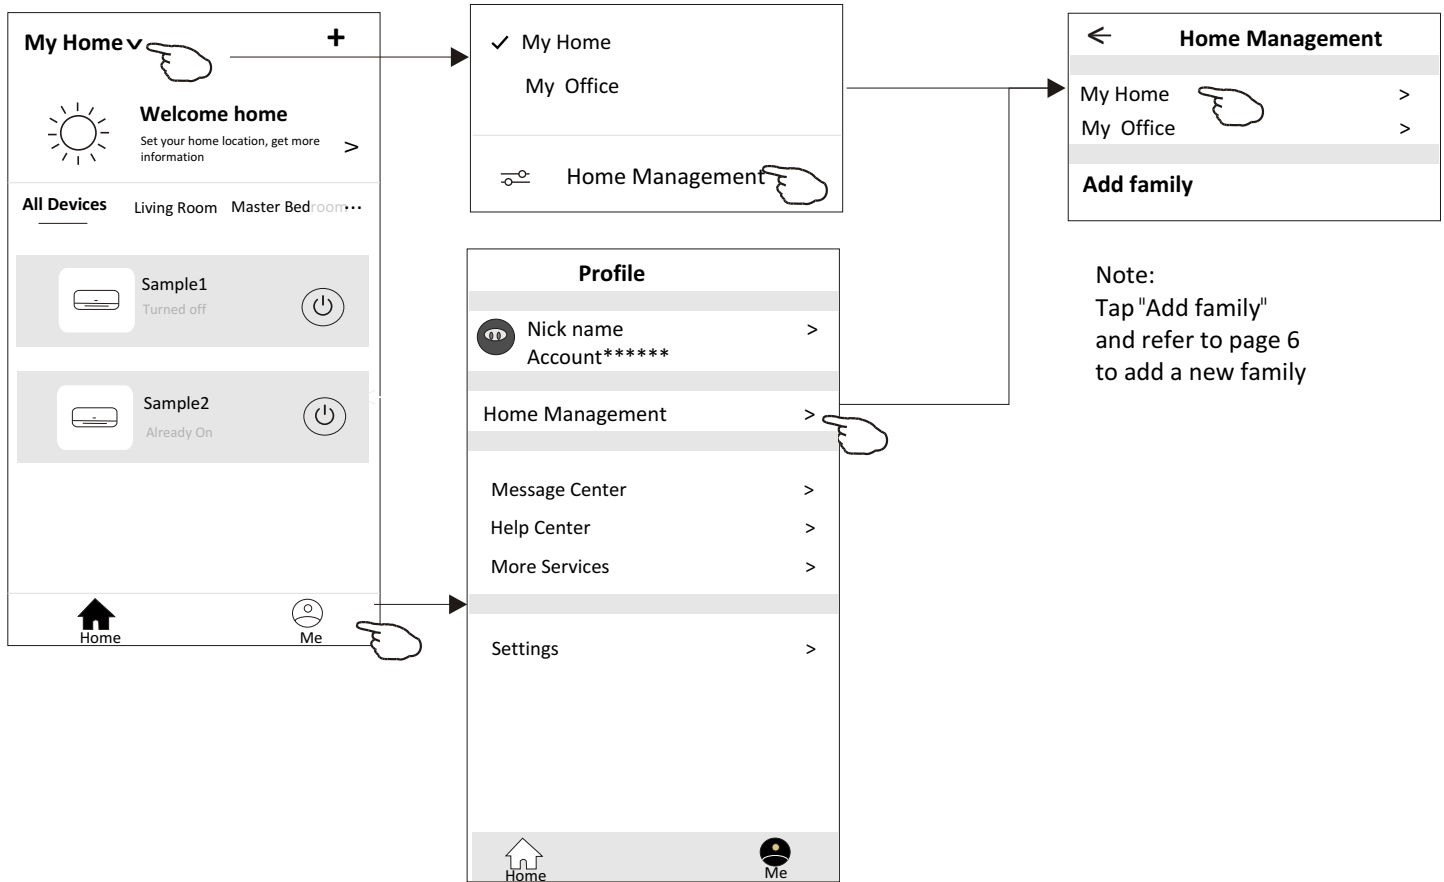 My Home
+
Welcome home
Set your home location, get more
information
>
All Devices
Living Room
Master Bedroom...
Sample1
Turned off
Sample2
Already On
Home
Me
✓ My Home
My Office
Home Management
Profile
Nick name
>
Account******
Home Management
>
Message Center
>
Help Center
>
More Services
>
Settings
>
Home
Me
Home Management
My Home
>
My Office
>
Add family
Note:
Tap "Add family"
and refer to page 6
to add a new family